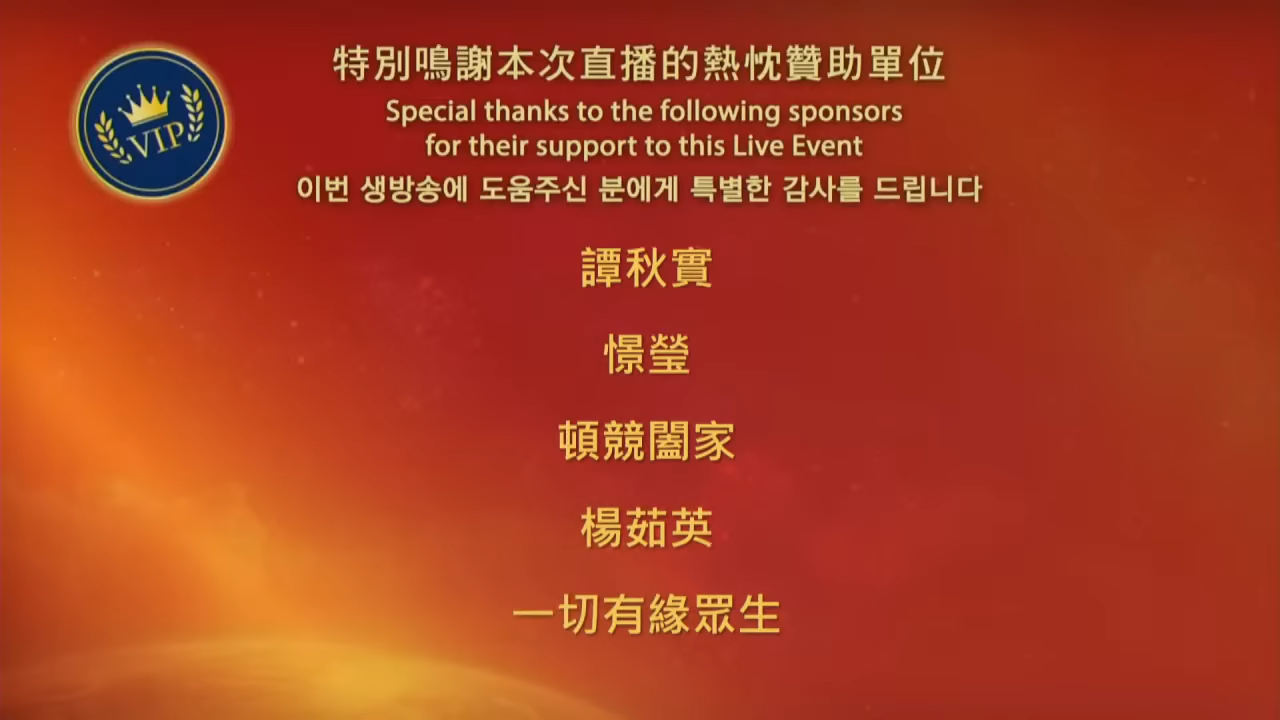 VIP
特別鳴謝本次直播的熱忱贊助單位
Special thanks to the following sponsors
for their support to this Live Event
이번 생방송에 도움주신 분에게 특별한 감사를 드립니다
譚秋實
憬瑩
頓競闔家
楊茹英
一切有緣眾生